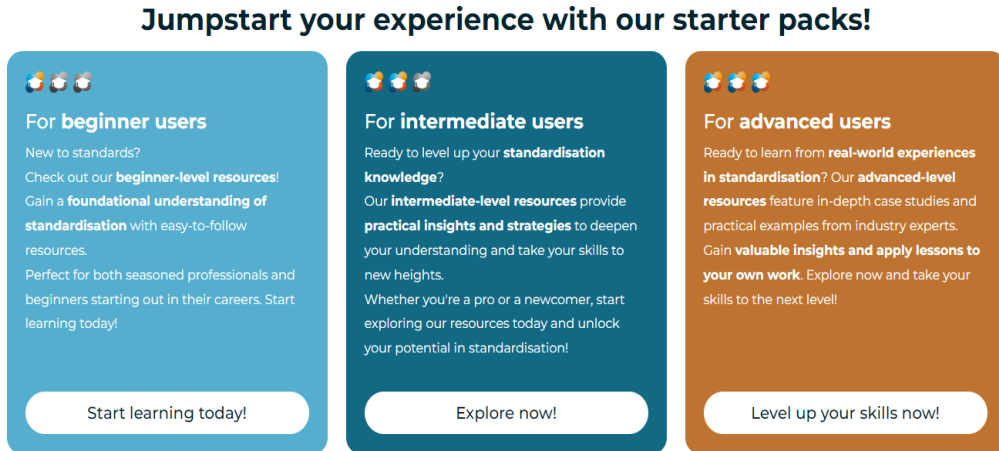 Jumpstart your experience with our starter packs!
For beginner users
New to standards?
Check out our beginner-level resources!
Gain a foundational understanding of
standardisation with easy-to-follow
resources.
Perfect for both seasoned professionals and
beginners starting out in their careers. Start
learning today!
Start learning today!
For intermediate users
Ready to level up your standardisation
knowledge?
Our intermediate-level resources provide
practical insights and strategies to deepen
your understanding and take your skills to
new heights.
Whether you're a pro or a newcomer, start
exploring our resources today and unlock
your potential in standardisation!
Explore now!
For advanced users
Ready to learn from real-world experiences
in standardisation? Our advanced-level
resources feature in-depth case studies and
practical examples from industry experts.
Gain valuable insights and apply lessons to
your own work. Explore now and take your
skills to the next level!
Level up your skills now!